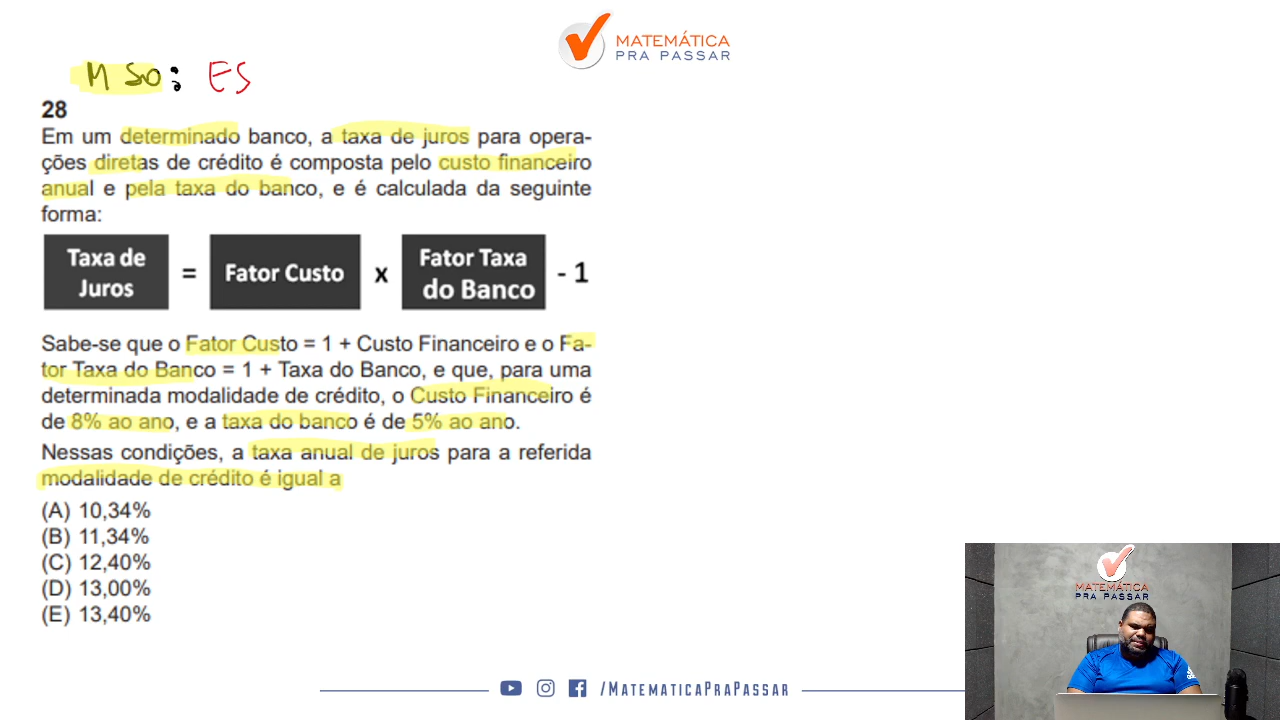 MATEMÁTICA
PRA PASSAR
M SO: ES
28
Em um determinado banco, a taxa de juros para opera-
ções diretas de crédito é composta pelo custo financeiro
anual e pela taxa do banco, e é calculada da seguinte
forma:
Taxa de Juros = Fator Custo x Fator Taxa do Banco - 1
Sabe-se que o Fator Custo = 1 + Custo Financeiro e o Fa-
tor Taxa do Banco = 1 + Taxa do Banco, e que, para uma
determinada modalidade de crédito, o Custo Financeiro é
de 8% ao ano, e a taxa do banco é de 5% ao ano.
Nessas condições, a taxa anual de juros para a referida
modalidade de crédito é igual a
(A) 10,34%
(B) 11,34%
(C) 12,40%
(D) 13,00%
(E) 13,40%
MATEMÁTICA
PRA PASSAR
/MATEMATICAPRAPASSAR